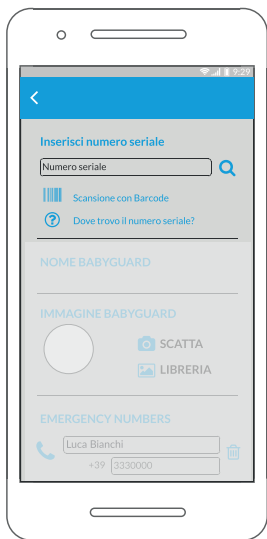 9:29
Inserisci numero seriale
Numero seriale
Scansione con Barcode
Dove trovo il numero seriale?
NOME BABYGUARD
IMMAGINE BABYGUARD
SCATTA
LIBRERIA
EMERGENCY NUMBERS
Luca Bianchi
+39 3330000